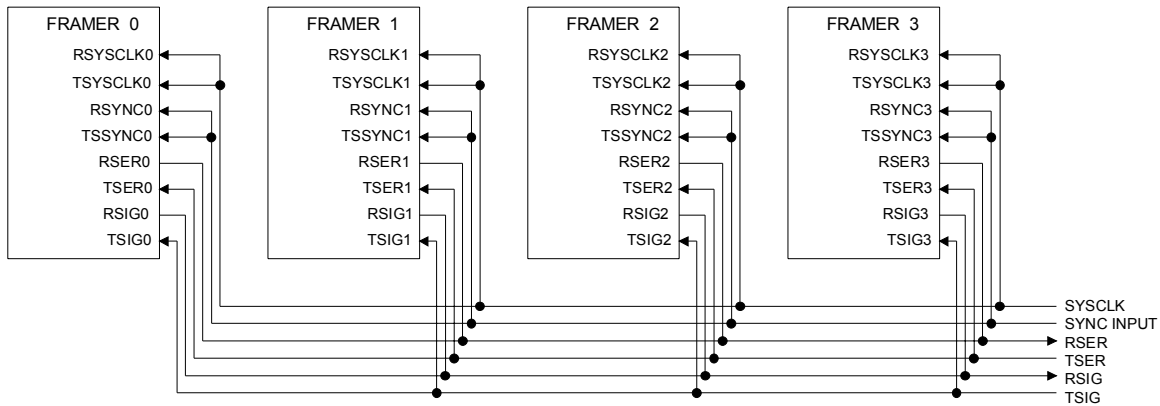 FRAMER 0
RSYSCLK0
TSYSCLK0
RSYNC0
TSSYNC0
RSER0
TSER0
RSIG0
TSIG0
FRAMER 1
RSYSCLK1
TSYSCLK1
RSYNC1
TSSYNC1
RSER1
TSER1
RSIG1
TSIG1
FRAMER 2
RSYSCLK2
TSYSCLK2
RSYNC2
TSSYNC2
RSER2
TSER2
RSIG2
TSIG2
FRAMER 3
RSYSCLK3
TSYSCLK3
RSYNC3
TSSYNC3
RSER3
TSER3
RSIG3
TSIG3
SYSCLK
SYNC INPUT
RSER
TSER
RSIG
TSIG